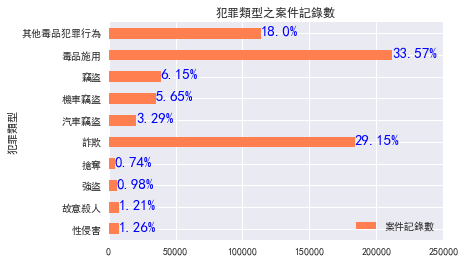 犯罪類型之案件記錄數
犯罪類型
其他毒品犯罪行為 18.0%
毒品施用 33.57%
竊盜 6.15%
機車竊盜 5.65%
汽車竊盜 3.29%
詐欺 29.15%
搶奪 0.74%
強盜 0.98%
故意殺人 1.21%
性侵害 1.26%
案件記錄數
0 50000 100000 150000 200000 250000